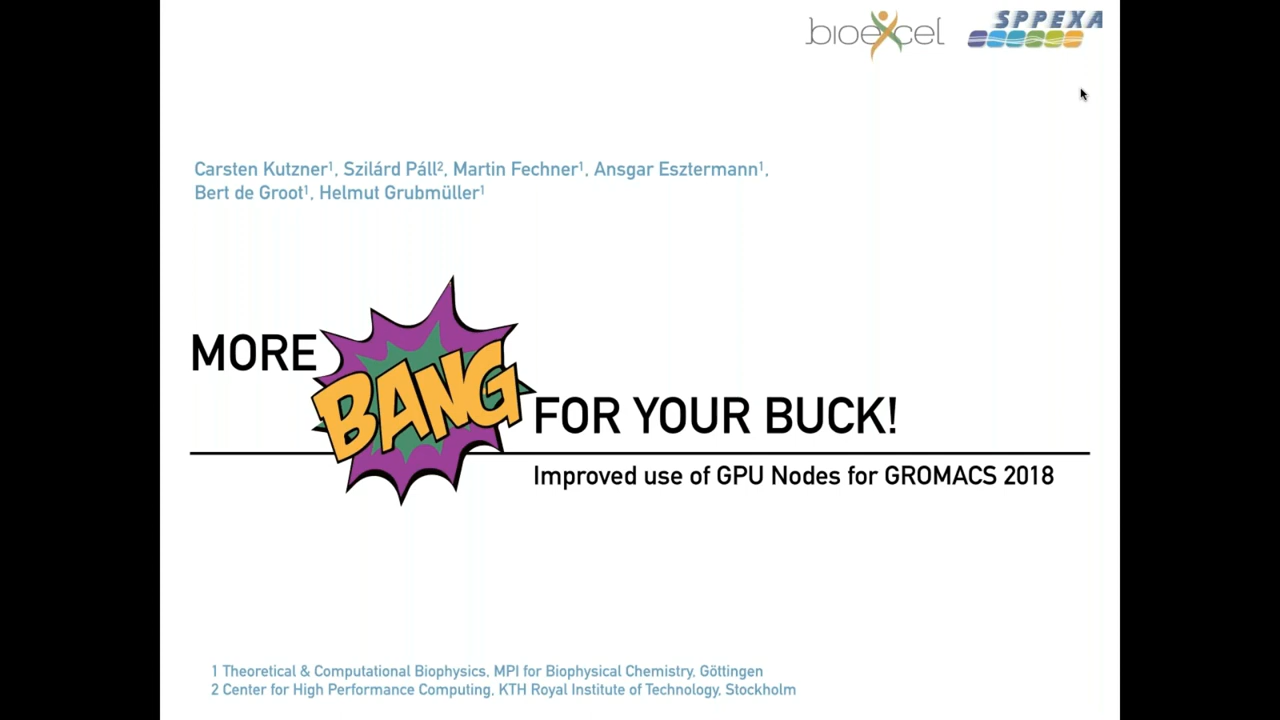 bioexcel
SPPEXA
Carsten Kutzner¹, Szilárd Páll², Martin Fechner¹, Ansgar Esztermann¹,
Bert de Groot¹, Helmut Grubmüller¹
MORE
BANG
FOR YOUR BUCK!
Improved use of GPU Nodes for GROMACS 2018
1 Theoretical & Computational Biophysics, MPI for Biophysical Chemistry, Göttingen
2 Center for High Performance Computing, KTH Royal Institute of Technology, Stockholm